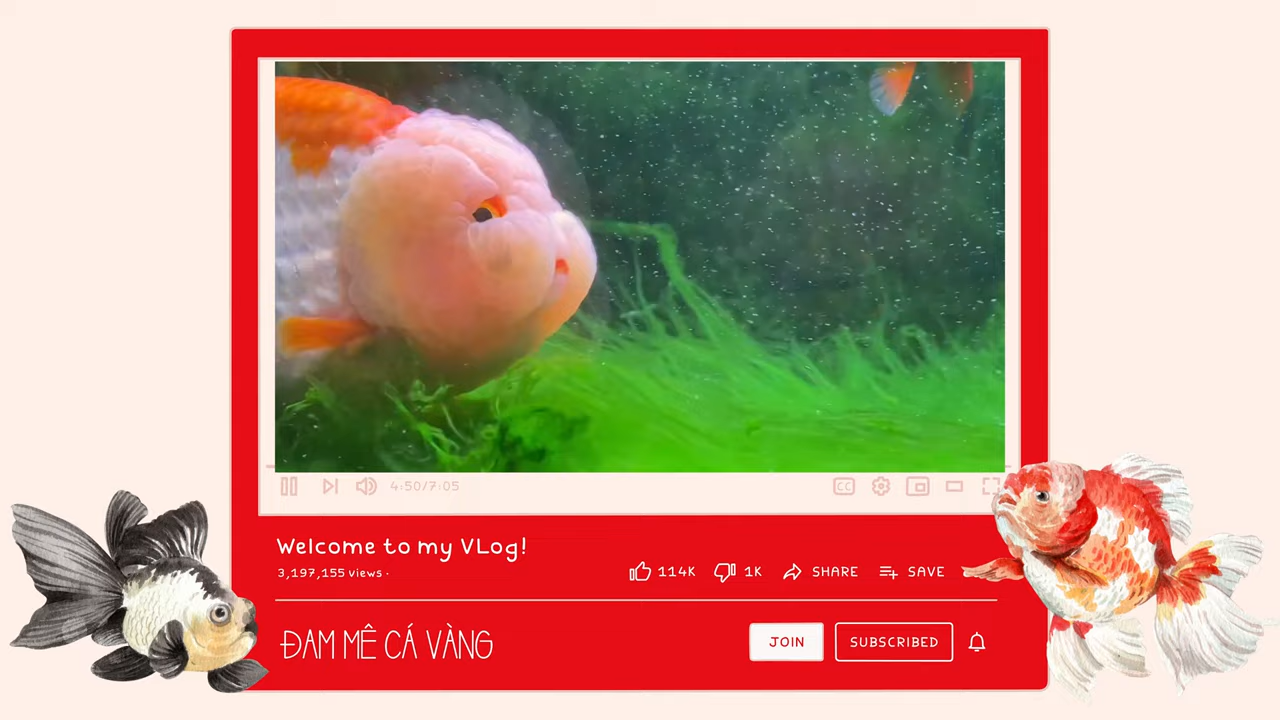 4:50/7:05
CC
Welcome to my VLog!
3,197,155 views ·
114K 1K SHARE SAVE
ĐAM MÊ CÁ VÀNG
JOIN SUBSCRIBED